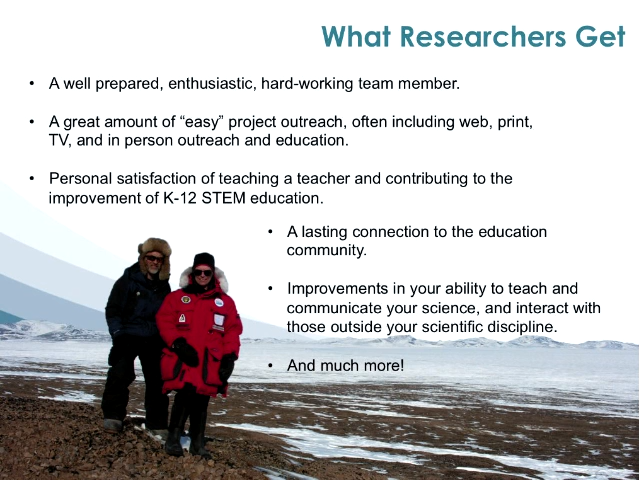 What Researchers Get
• A well prepared, enthusiastic, hard-working team member.
• A great amount of “easy” project outreach, often including web, print,
TV, and in person outreach and education.
• Personal satisfaction of teaching a teacher and contributing to the
improvement of K-12 STEM education.
• A lasting connection to the education
community.
• Improvements in your ability to teach and
communicate your science, and interact with
those outside your scientific discipline.
• And much more!